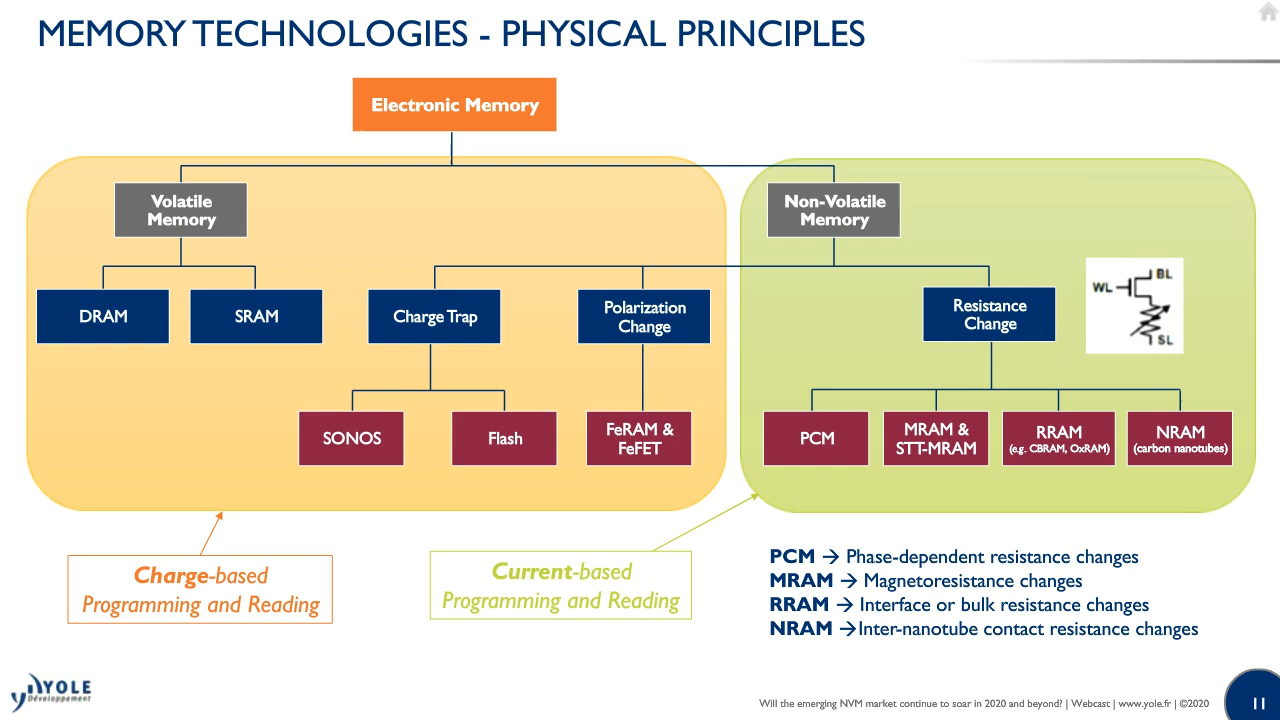 MEMORY TECHNOLOGIES - PHYSICAL PRINCIPLES
Electronic Memory
Volatile
Memory
Non-Volatile
Memory
DRAM
SRAM
Charge Trap
Polarization
Change
Resistance
Change
WL
BL
SL
SONOS
Flash
FeRAM &
FeFET
PCM
MRAM &
STT-MRAM
RRAM
(e.g. CBRAM, OxRAM)
NRAM
(carbon nanotubes)
Charge-based
Programming and Reading
Current-based
Programming and Reading
PCM → Phase-dependent resistance changes
MRAM → Magnetoresistance changes
RRAM → Interface or bulk resistance changes
NRAM →Inter-nanotube contact resistance changes
YOLE
Développement
Will the emerging NVM market continue to soar in 2020 and beyond? | Webcast | www.yole.fr | ©2020
11